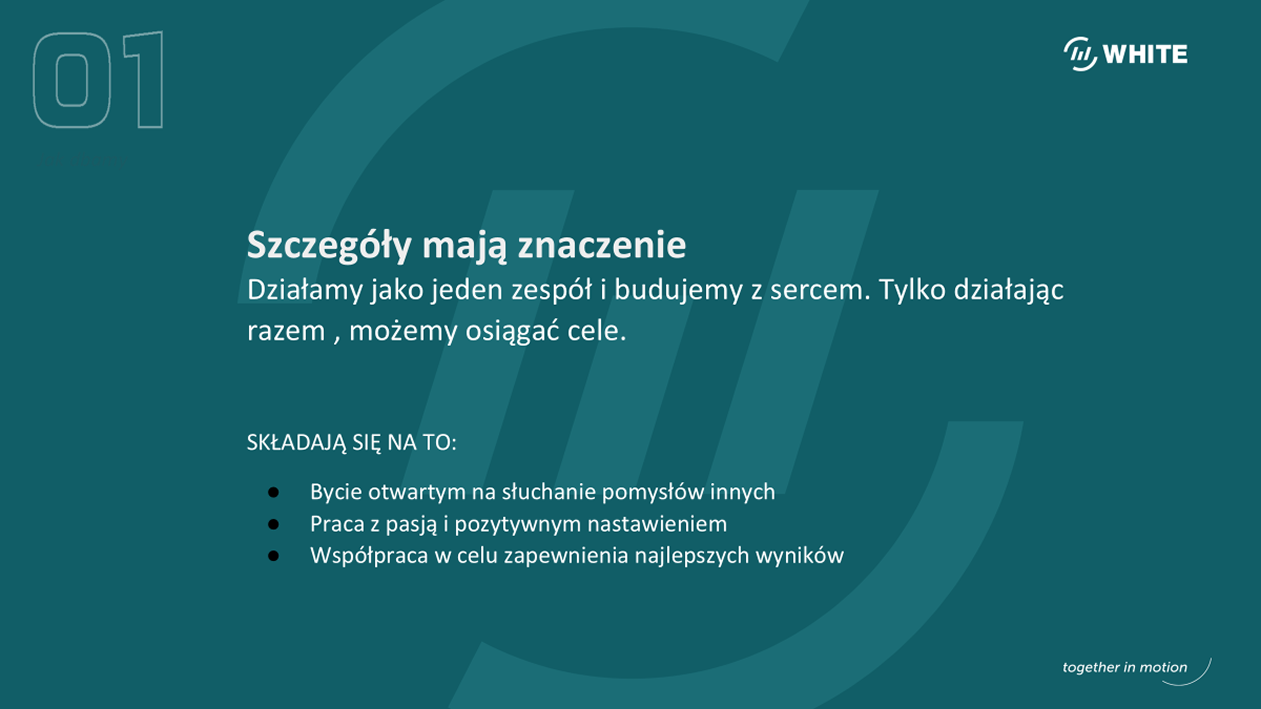 01
WHITE
Szczegóły mają znaczenie
Działamy jako jeden zespół i budujemy z sercem. Tylko działając
razem , możemy osiągać cele.
SKŁADAJĄ SIĘ NA TO:
● Bycie otwartym na słuchanie pomysłów innych
● Praca z pasją i pozytywnym nastawieniem
● Współpraca w celu zapewnienia najlepszych wyników
together in motion